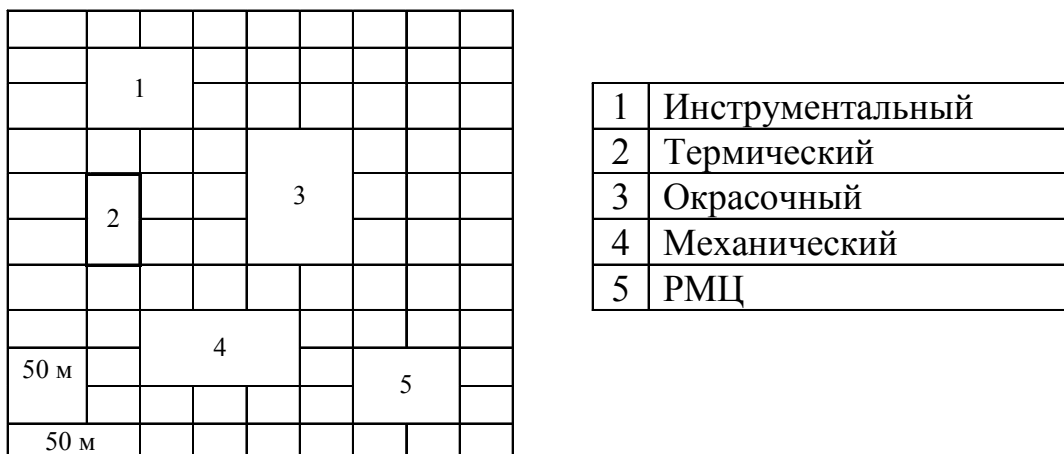 1
2
3
4
50 м
5
50 м
1 Инструментальный
2 Термический
3 Окрасочный
4 Механический
5 РМЦ